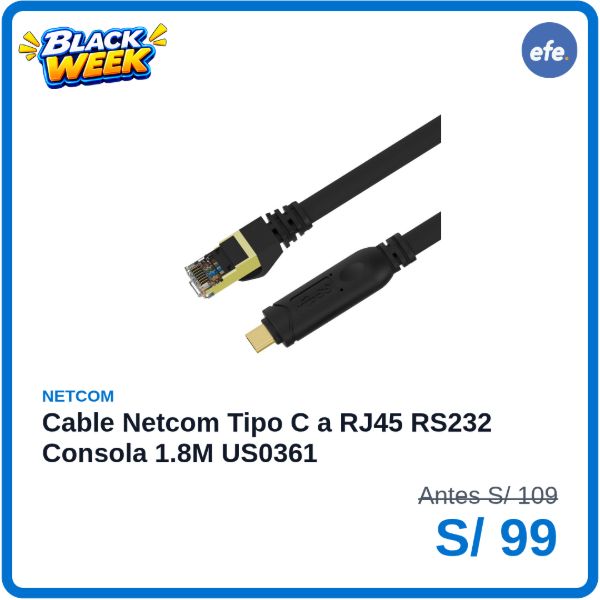 BLACK
WEEK
efe.
NETCOM
Cable Netcom Tipo C a RJ45 RS232
Consola 1.8M US0361
Antes S/ 109
S/ 99